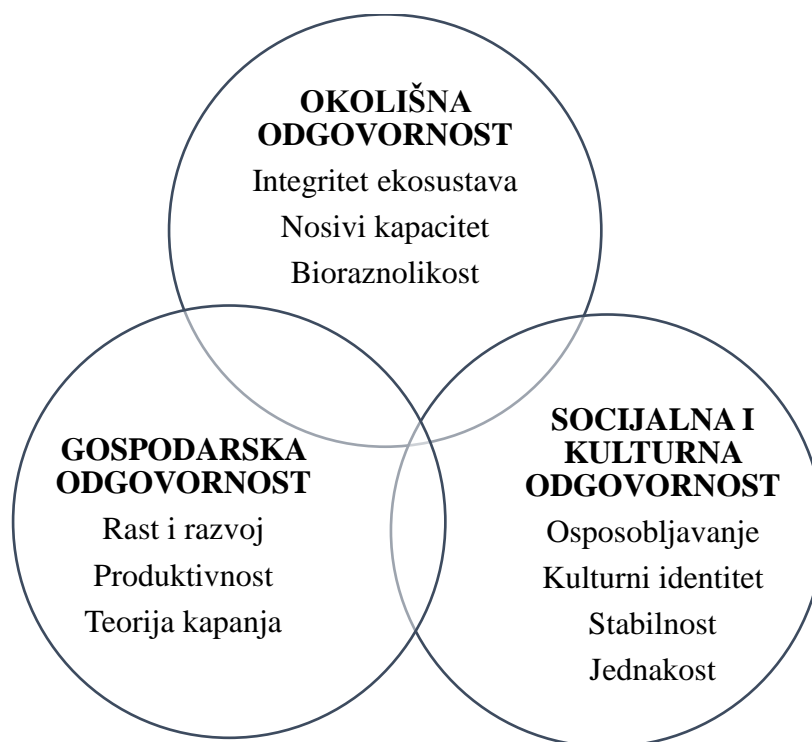 OKOLIŠNA
ODGOVORNOST
Integritet ekosustava
Nosivi kapacitet
Bioraznolikost
GOSPODARSKA
ODGOVORNOST
Rast i razvoj
Produktivnost
Teorija kapanja
SOCIJALNA I
KULTURNA
ODGOVORNOST
Osposobljavanje
Kulturni identitet
Stabilnost
Jednakost